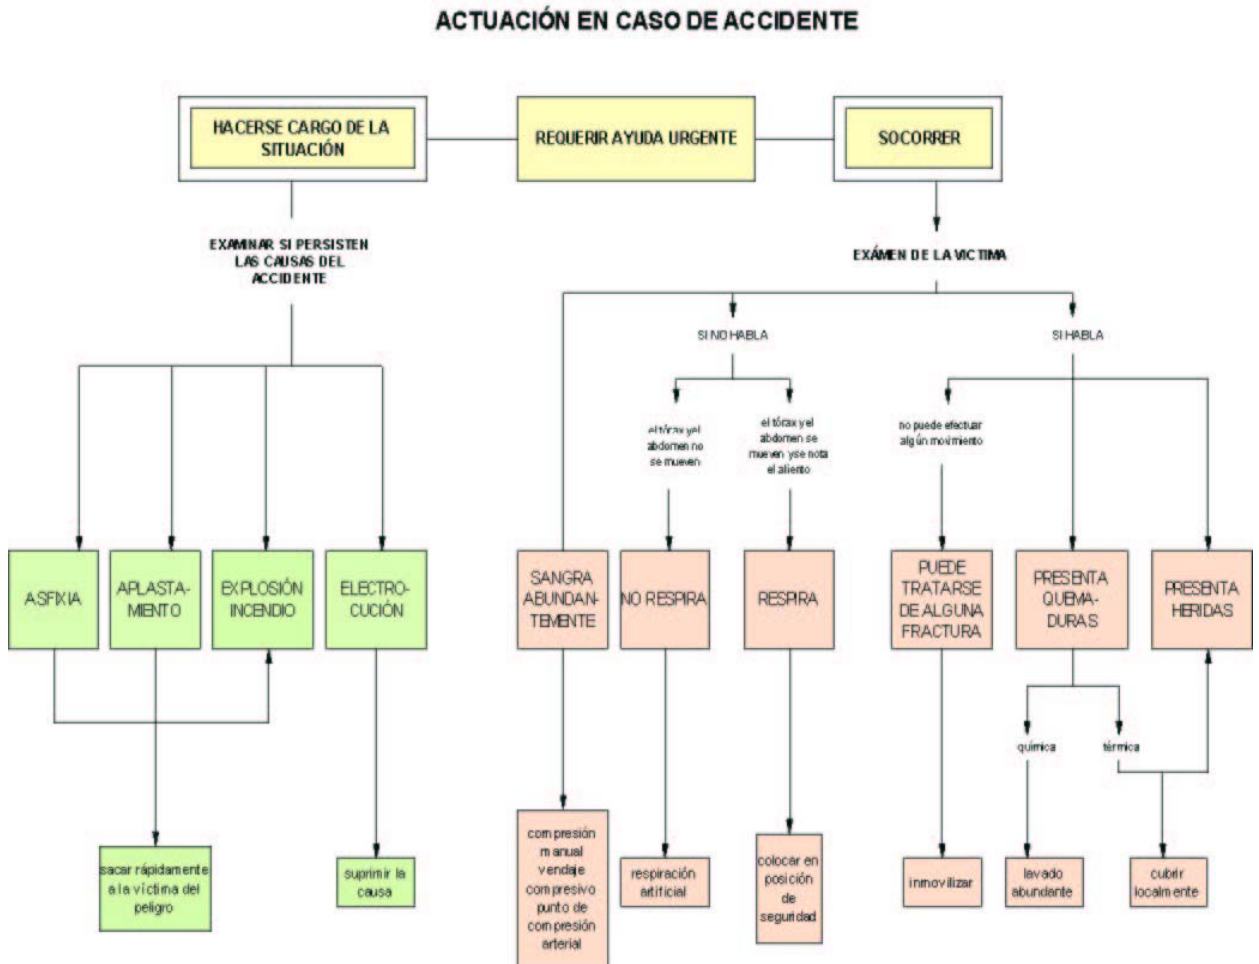 ACTUACIÓN EN CASO DE ACCIDENTE
HACERSE CARGO DE LA
SITUACIÓN
REQUERIR AYUDA URGENTE
SOCORRER
EXAMINAR SI PERSISTEN
LAS CAUSAS DEL
ACCIDENTE
EXÁMEN DE LA VICTIMA
SI NO HABLA
SI HABLA
el tórax y el
abdomen no
se mueven
el tórax y el
abdomen se
mueven y se nota
el aliento
no puede efectuar
algún movimiento
ASFIXIA
APLASTA-
MIENTO
EXPLOSIÓN
INCENDIO
ELECTRO-
CUCIÓN
SANGRA
ABUNDAN-
TEMENTE
NO RESPIRA
RESPIRA
PUEDE
TRATARSE
DE ALGUNA
FRACTURA
PRESENTA
QUEMA-
DURAS
PRESENTA
HERIDAS
química
térmica
sacar rápidamente
a la víctima del
peligro
suprimir la
causa
compresión
manual
vendaje
compresivo
punto de
compresión
arterial
respiración
artificial
colocar en
posición
de
seguridad
inmovilizar
lavado
abundante
cubrir
localmente